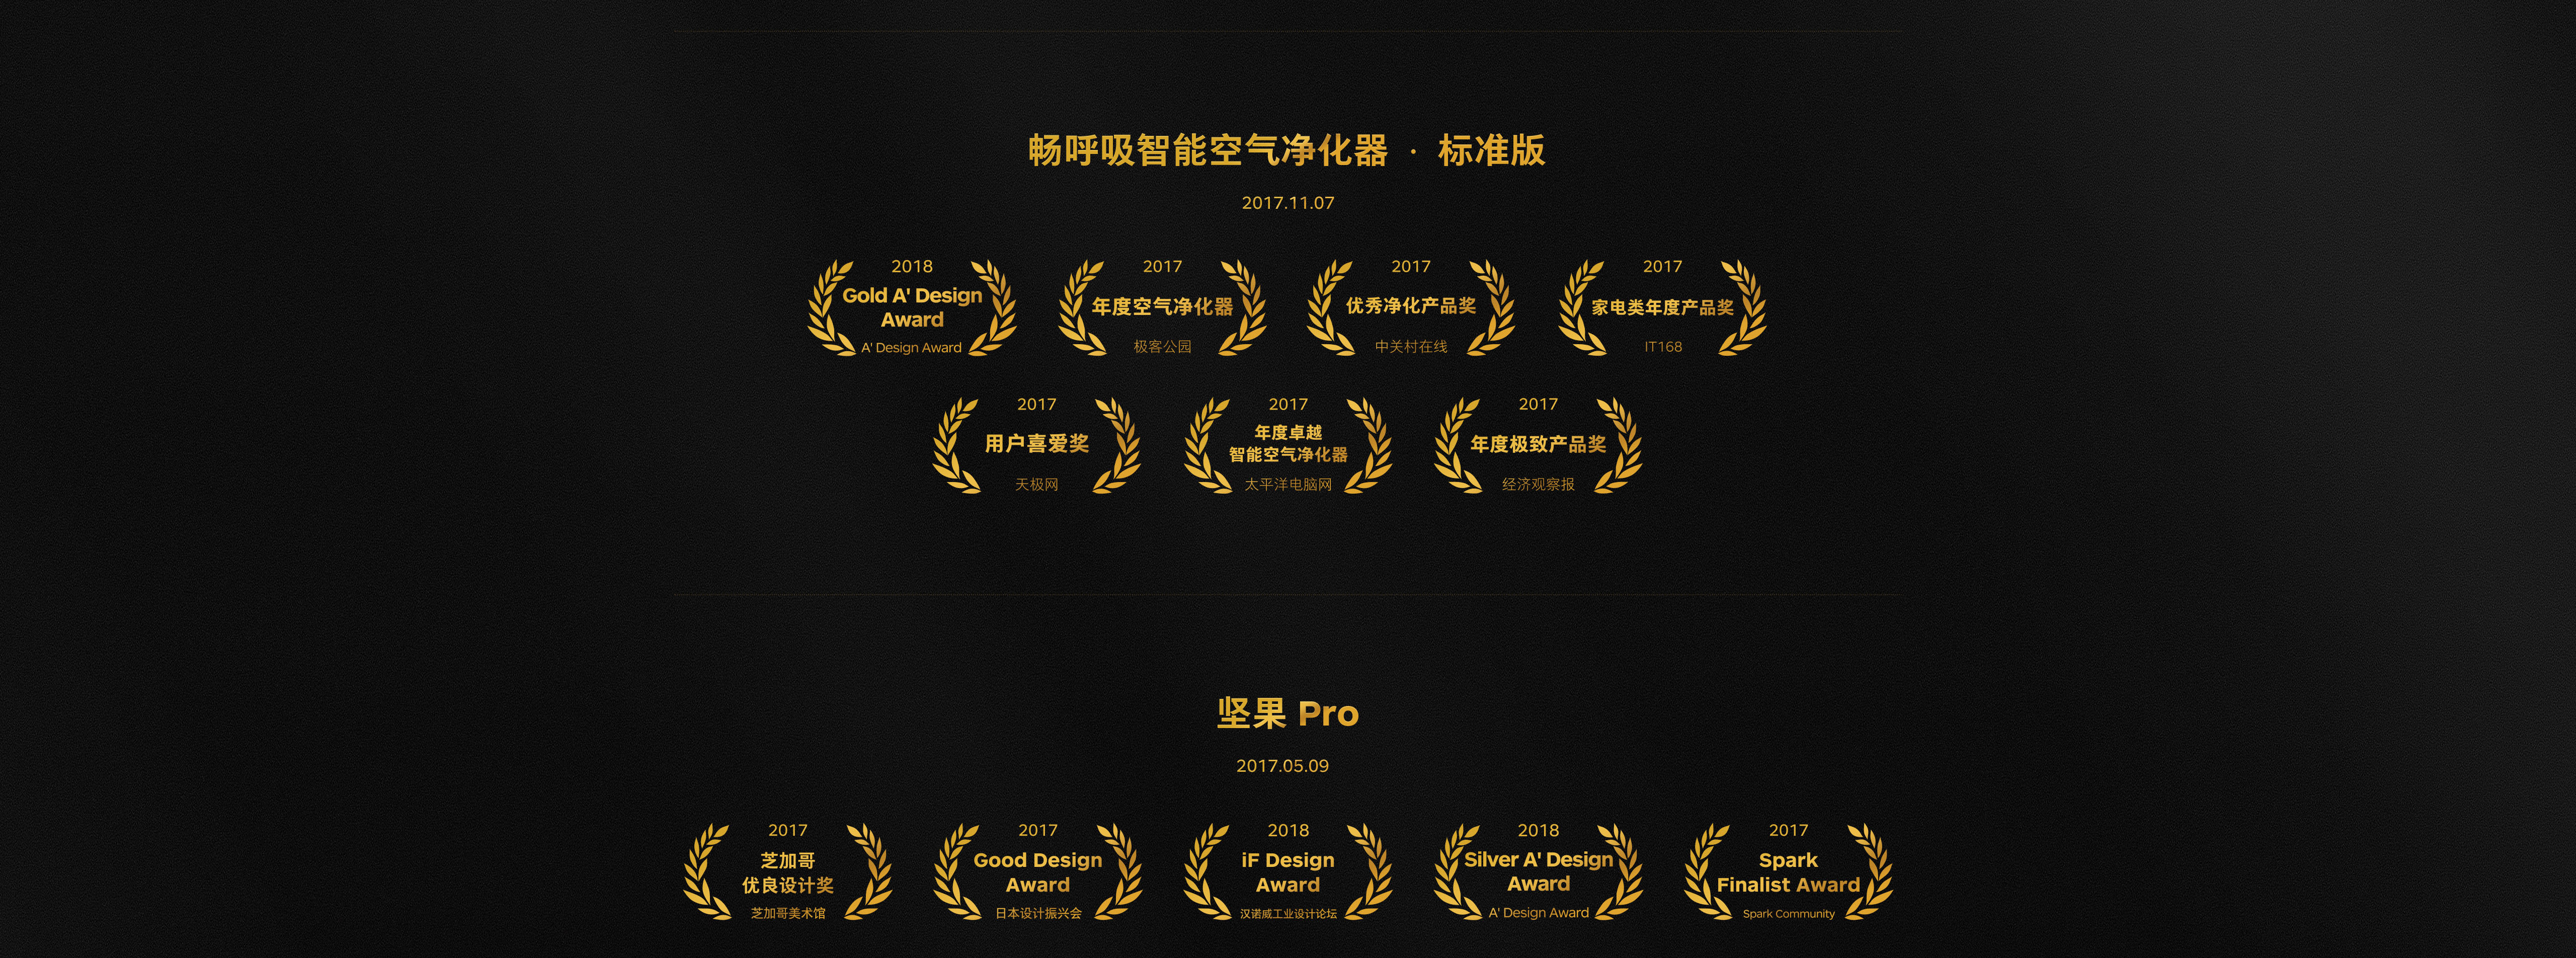 畅呼吸智能空气净化器 · 标准版
2017.11.07
2018
Gold A' Design
Award
A' Design Award
2017
年度空气净化器
极客公园
2017
优秀净化产品奖
中关村在线
2017
家电类年度产品奖
IT168
2017
用户喜爱奖
天极网
2017
年度卓越
智能空气净化器
太平洋电脑网
2017
年度极致产品奖
经济观察报
坚果 Pro
2017.05.09
2017
芝加哥
优良设计奖
芝加哥美术馆
2017
Good Design
Award
日本设计振兴会
2018
iF Design
Award
汉诺威工业设计论坛
2018
Silver A' Design
Award
A' Design Award
2017
Spark
Finalist Award
Spark Community